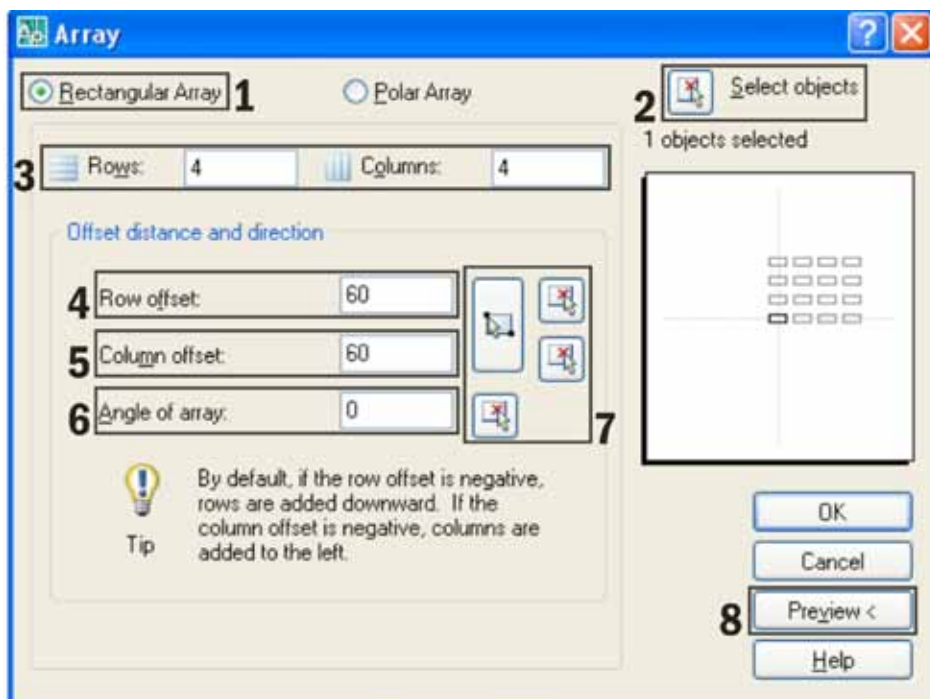 Array
Rectangular Array 1
Polar Array
2 Select objects
1 objects selected
3 Rows: 4 Columns: 4
Offset distance and direction
4 Row offset: 60
5 Column offset: 60
6 Angle of array: 0
7
By default, if the row offset is negative,
rows are added downward. If the
column offset is negative, columns are
added to the left.
Tip
OK
Cancel
8 Preview <
Help